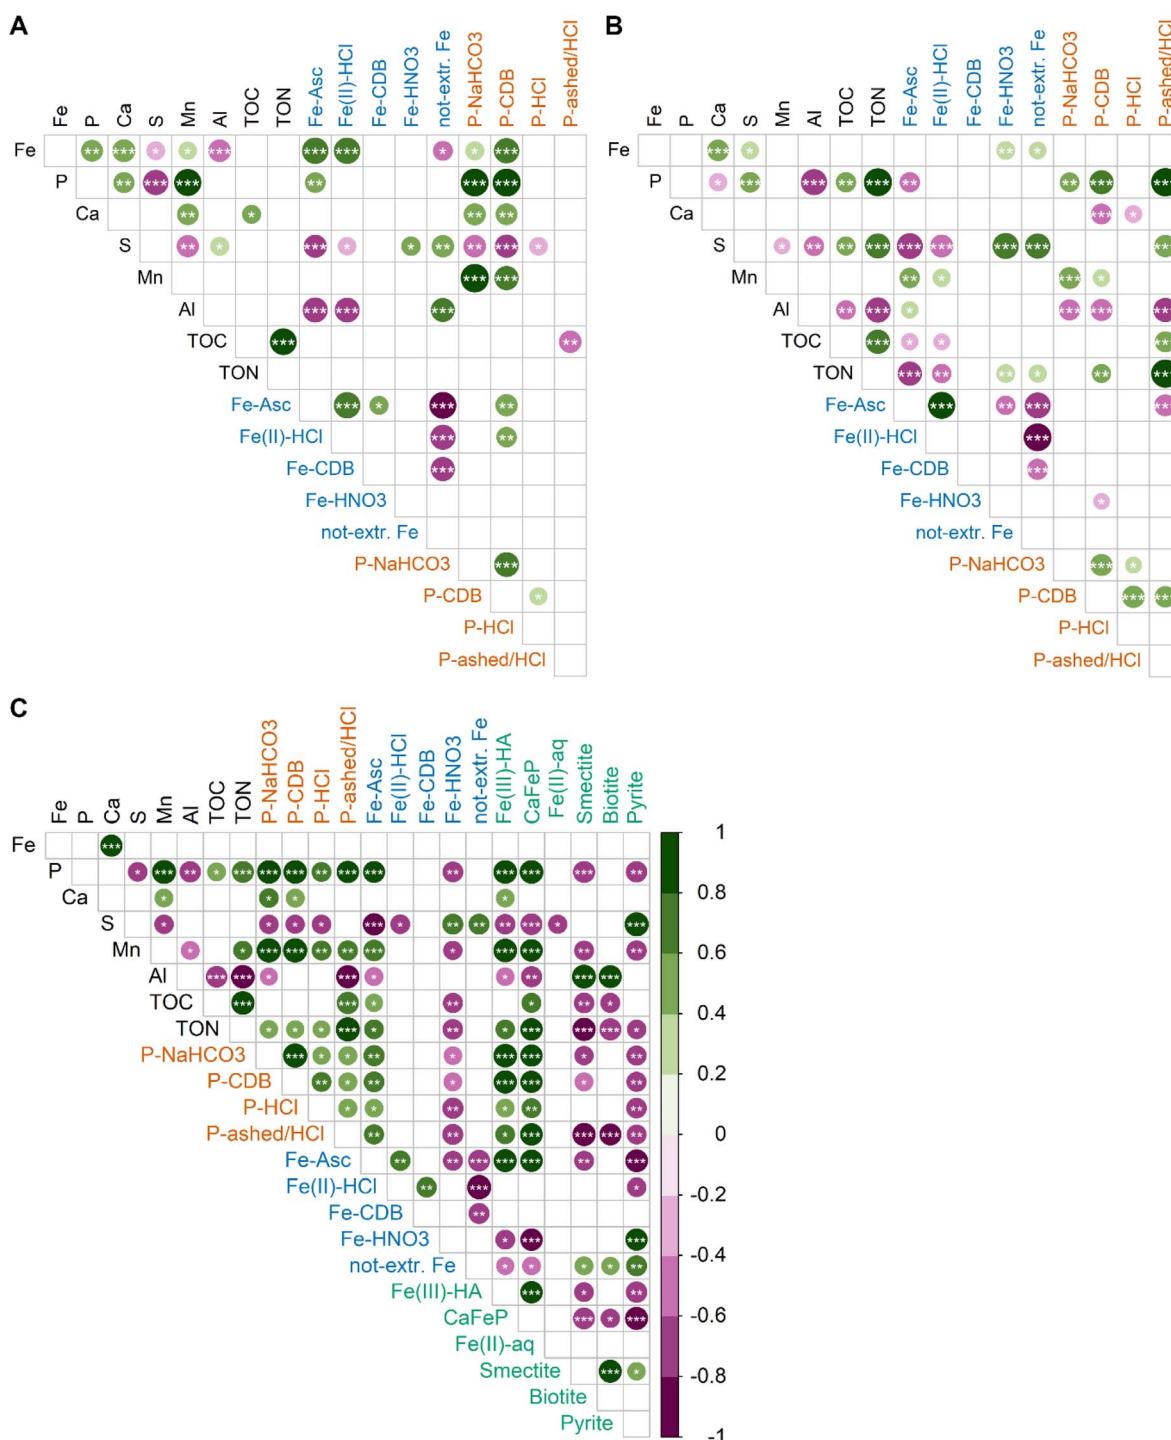 A
Fe
P
Ca
S
Mn
Al
TOC
TON
Fe-Asc
Fe(II)-HCl
Fe-CDB
Fe-HNO3
not-extr. Fe
P-NaHCO3
P-CDB
P-HCl
P-ashed/HCl
Fe ** *** * * *** *** *** * * ***
P ** *** *** ** *** ***
Ca ** * ** **
S ** * *** * * ** ** *** *
Mn *** ***
Al *** *** ***
TOC *** **
TON
Fe-Asc *** * *** **
Fe(II)-HCl *** **
Fe-CDB ***
Fe-HNO3
not-extr. Fe
P-NaHCO3 ***
P-CDB *
P-HCl
P-ashed/HCl
B
Fe
P
Ca
S
Mn
Al
TOC
TON
Fe-Asc
Fe(II)-HCl
Fe-CDB
Fe-HNO3
not-extr. Fe
P-NaHCO3
P-CDB
P-HCl
P-ashed/HCl
Fe *** * ** *
P * *** *** ** *** ** ** *** ***
Ca *** *
S * ** ** *** *** *** *** *** ***
Mn ** * *** *
Al ** *** * *** *** ***
TOC *** * * ***
TON *** ** ** * ** ***
Fe-Asc *** ** *** ***
Fe(II)-HCl ***
Fe-CDB ***
Fe-HNO3 *
not-extr. Fe
P-NaHCO3 *** *
P-CDB *** ***
P-HCl
P-ashed/HCl
C
Fe
P
Ca
S
Mn
Al
TOC
TON
P-NaHCO3
P-CDB
P-HCl
P-ashed/HCl
Fe-Asc
Fe(II)-HCl
Fe-CDB
Fe-HNO3
not-extr. Fe
Fe(III)-HA
CaFeP
Fe(II)-aq
Smectite
Biotite
Pyrite
Fe ***
P * *** ** * *** *** *** ** *** *** ** *** *** *** **
Ca * * * *
S * * * * *** * ** ** ** *** * ***
Mn * * *** *** ** ** *** * *** *** ** **
Al *** *** * *** * * ** *** ***
TOC *** *** * ** * ** *
TON * * * *** * ** * *** *** *** *
P-NaHCO3 *** * * ** * *** *** * **
P-CDB ** * ** * *** *** * **
P-HCl * * ** * ** **
P-ashed/HCl ** ** * *** *** *** **
Fe-Asc ** ** *** *** *** ** ***
Fe(II)-HCl ** *** *
Fe-CDB **
Fe-HNO3 * *** ***
not-extr. Fe * * * * **
Fe(III)-HA *** * **
CaFeP *** * ***
Fe(II)-aq
Smectite *** *
Biotite
Pyrite
1
0.8
0.6
0.4
0.2
0
-0.2
-0.4
-0.6
-0.8
-1